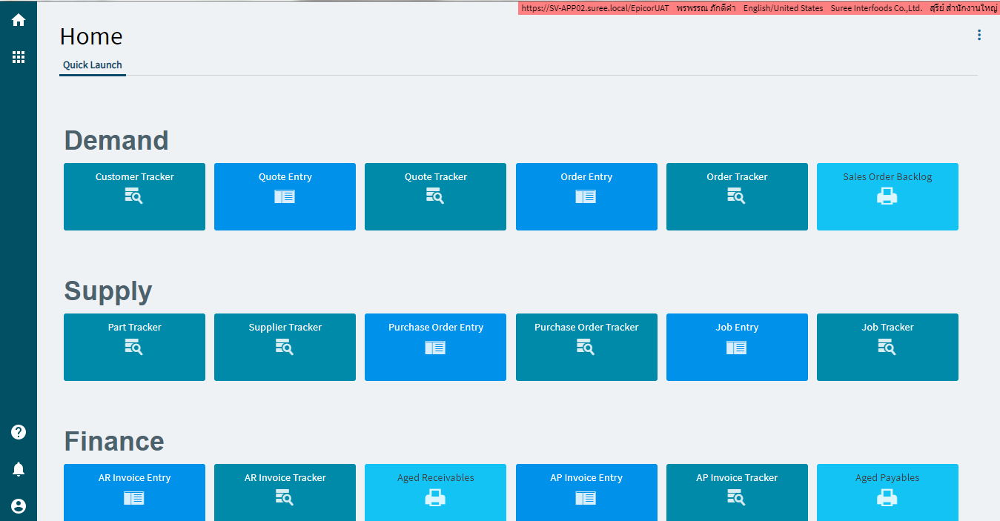 https://SV-APP02.suree.local/EpicorUAT พรพรรณ ภักดีคำ English/United States Suree Interfoods Co.,Ltd. สุรีย์ สำนักงานใหญ่
Home
Quick Launch
Demand
Customer Tracker Quote Entry Quote Tracker Order Entry Order Tracker Sales Order Backlog
Supply
Part Tracker Supplier Tracker Purchase Order Entry Purchase Order Tracker Job Entry Job Tracker
Finance
AR Invoice Entry AR Invoice Tracker Aged Receivables AP Invoice Entry AP Invoice Tracker Aged Payables